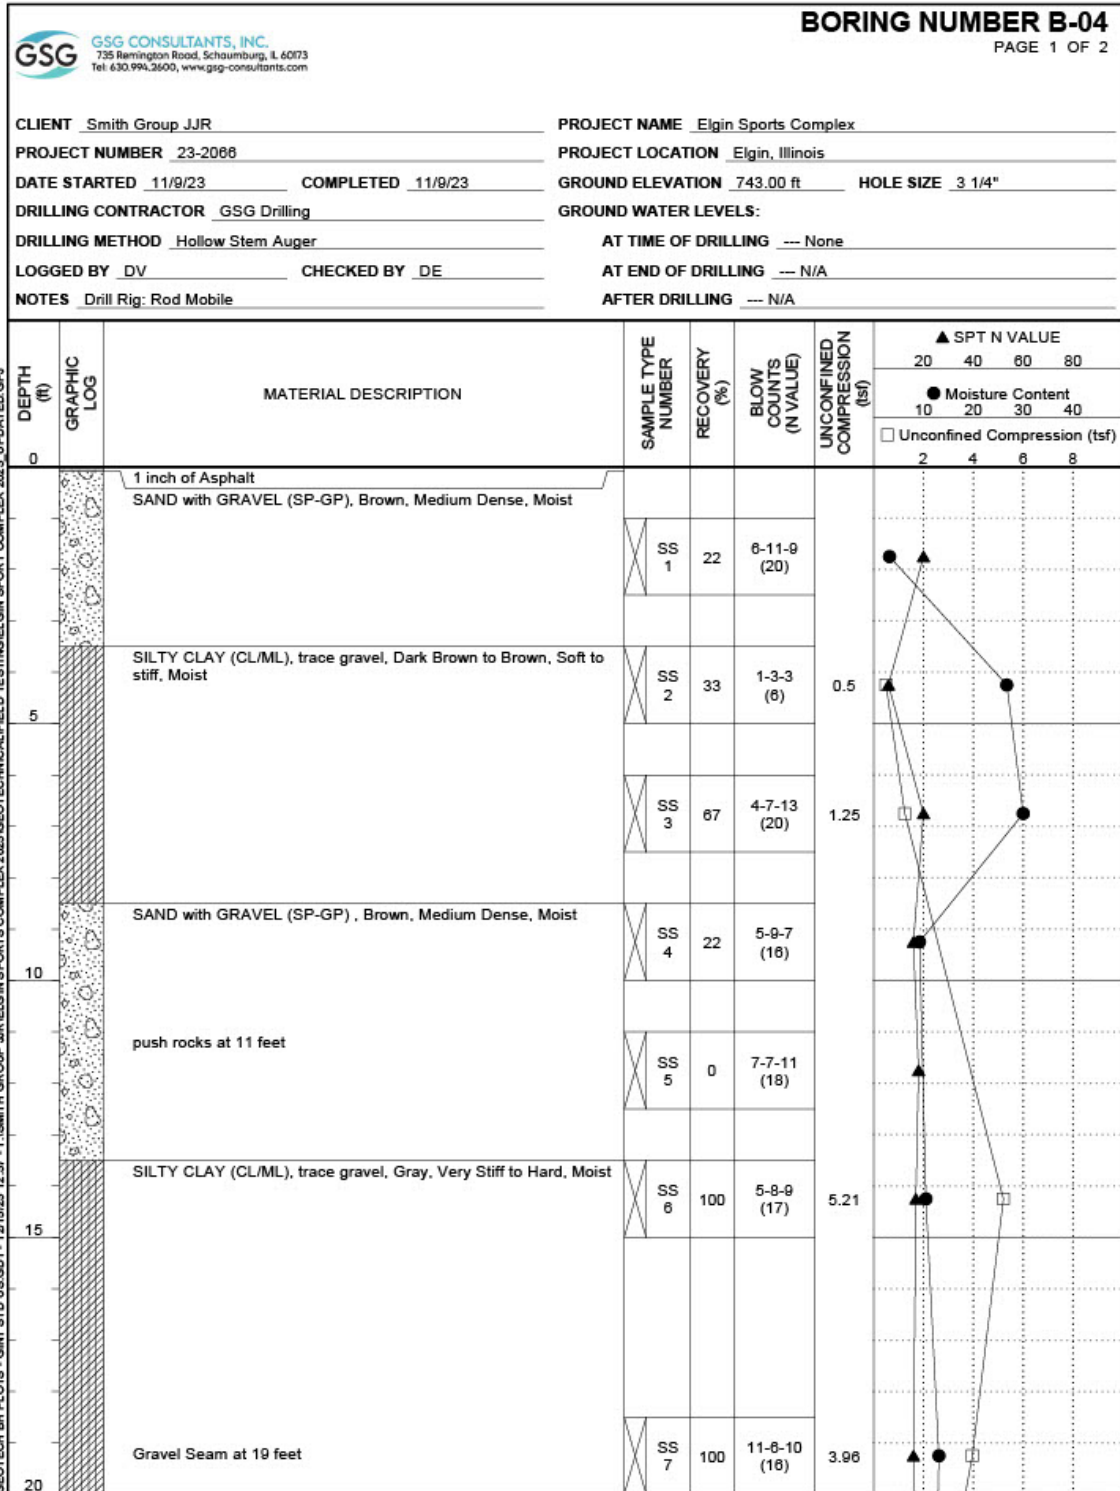 BORING NUMBER B-04
PAGE 1 OF 2
GSG
GSG CONSULTANTS, INC.
735 Remington Road, Schaumburg, IL 60173
Tel: 630.994.2600, www.gsg-consultants.com
CLIENT Smith Group JJR
PROJECT NAME Elgin Sports Complex
PROJECT NUMBER 23-2066
PROJECT LOCATION Elgin, Illinois
DATE STARTED 11/9/23 COMPLETED 11/9/23
GROUND ELEVATION 743.00 ft HOLE SIZE 3 1/4"
DRILLING CONTRACTOR GSG Drilling
GROUND WATER LEVELS:
DRILLING METHOD Hollow Stem Auger
AT TIME OF DRILLING --- None
LOGGED BY DV CHECKED BY DE
AT END OF DRILLING --- N/A
NOTES Drill Rig: Rod Mobile
AFTER DRILLING --- N/A
DEPTH (ft)
GRAPHIC LOG
MATERIAL DESCRIPTION
SAMPLE TYPE NUMBER
RECOVERY (%)
BLOW COUNTS (N VALUE)
UNCONFINED COMPRESSION (tsf)
▲ SPT N VALUE
20 40 60 80
● Moisture Content
10 20 30 40
□ Unconfined Compression (tsf)
2 4 6 8
0
1 inch of Asphalt
SAND with GRAVEL (SP-GP), Brown, Medium Dense, Moist
SS 1 22 6-11-9 (20)
SILTY CLAY (CL/ML), trace gravel, Dark Brown to Brown, Soft to
stiff, Moist
SS 2 33 1-3-3 (6) 0.5
5
SS 3 67 4-7-13 (20) 1.25
SAND with GRAVEL (SP-GP) , Brown, Medium Dense, Moist
SS 4 22 5-9-7 (16)
10
push rocks at 11 feet
SS 5 0 7-7-11 (18)
SILTY CLAY (CL/ML), trace gravel, Gray, Very Stiff to Hard, Moist
SS 6 100 5-8-9 (17) 5.21
15
Gravel Seam at 19 feet
SS 7 100 11-6-10 (16) 3.96
20